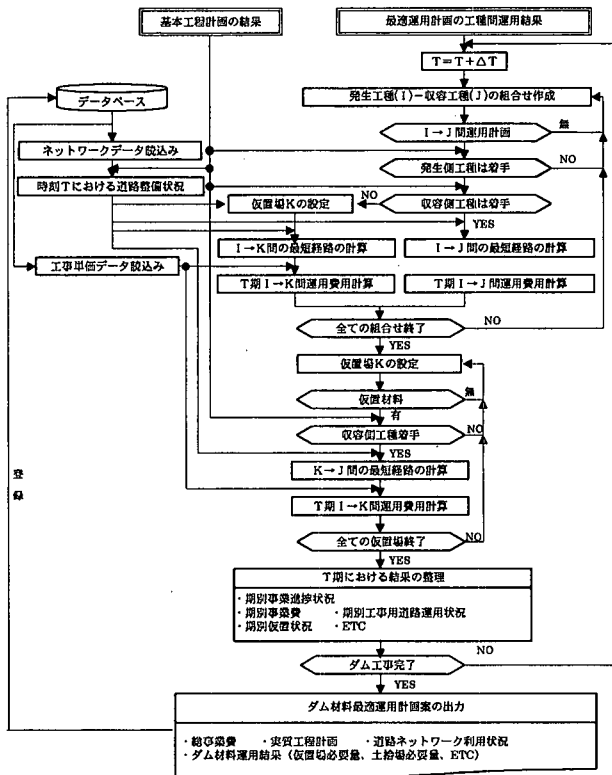 基本工程計画の結果
最適運用計画の工種間運用結果
T=T+ΔT
データベース
発生工種(I)−収容工種(J)の組合せ作成
I→J間運用計画
無
ネットワークデータ読込み
発生側工種は着手
NO
時刻Tにおける道路整備状況
仮置場Kの設定
NO
収容側工種は着手
YES
I→K間の最短経路の計算
I→J間の最短経路の計算
工事単価データ読込み
T期I→K間運用費用計算
T期I→J間運用費用計算
全ての組合せ終了
NO
YES
仮置場Kの設定
仮置材料
無
有
収容側工種着手
NO
YES
K→J間の最短経路の計算
登録
T期I→K間運用費用計算
全ての仮置場終了
NO
YES
T期における結果の整理
・期別事業進捗状況
・期別事業費 ・期別工事用道路運用状況
・期別仮置状況 ・ETC
ダム工事完了
NO
YES
ダム材料最適運用計画案の出力
・総事業費 ・実質工程計画 ・道路ネットワーク利用状況
・ダム材料運用結果（仮置場必要量、土捨場必要量、ETC）